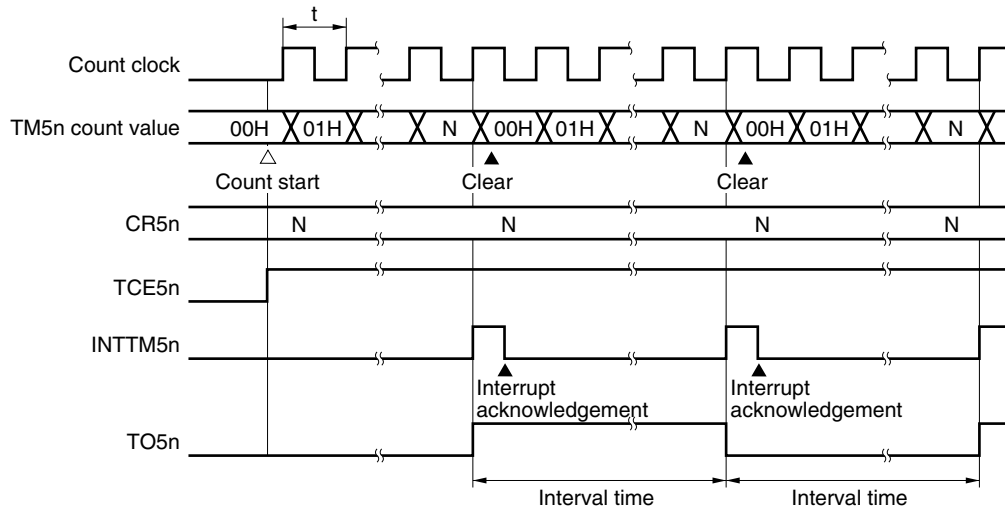 t
Count clock
TM5n count value 00H 01H N 00H 01H N 00H 01H N
Count start Clear Clear
CR5n N N N N
TCE5n
INTTM5n
Interrupt acknowledgement Interrupt acknowledgement
TO5n
Interval time Interval time